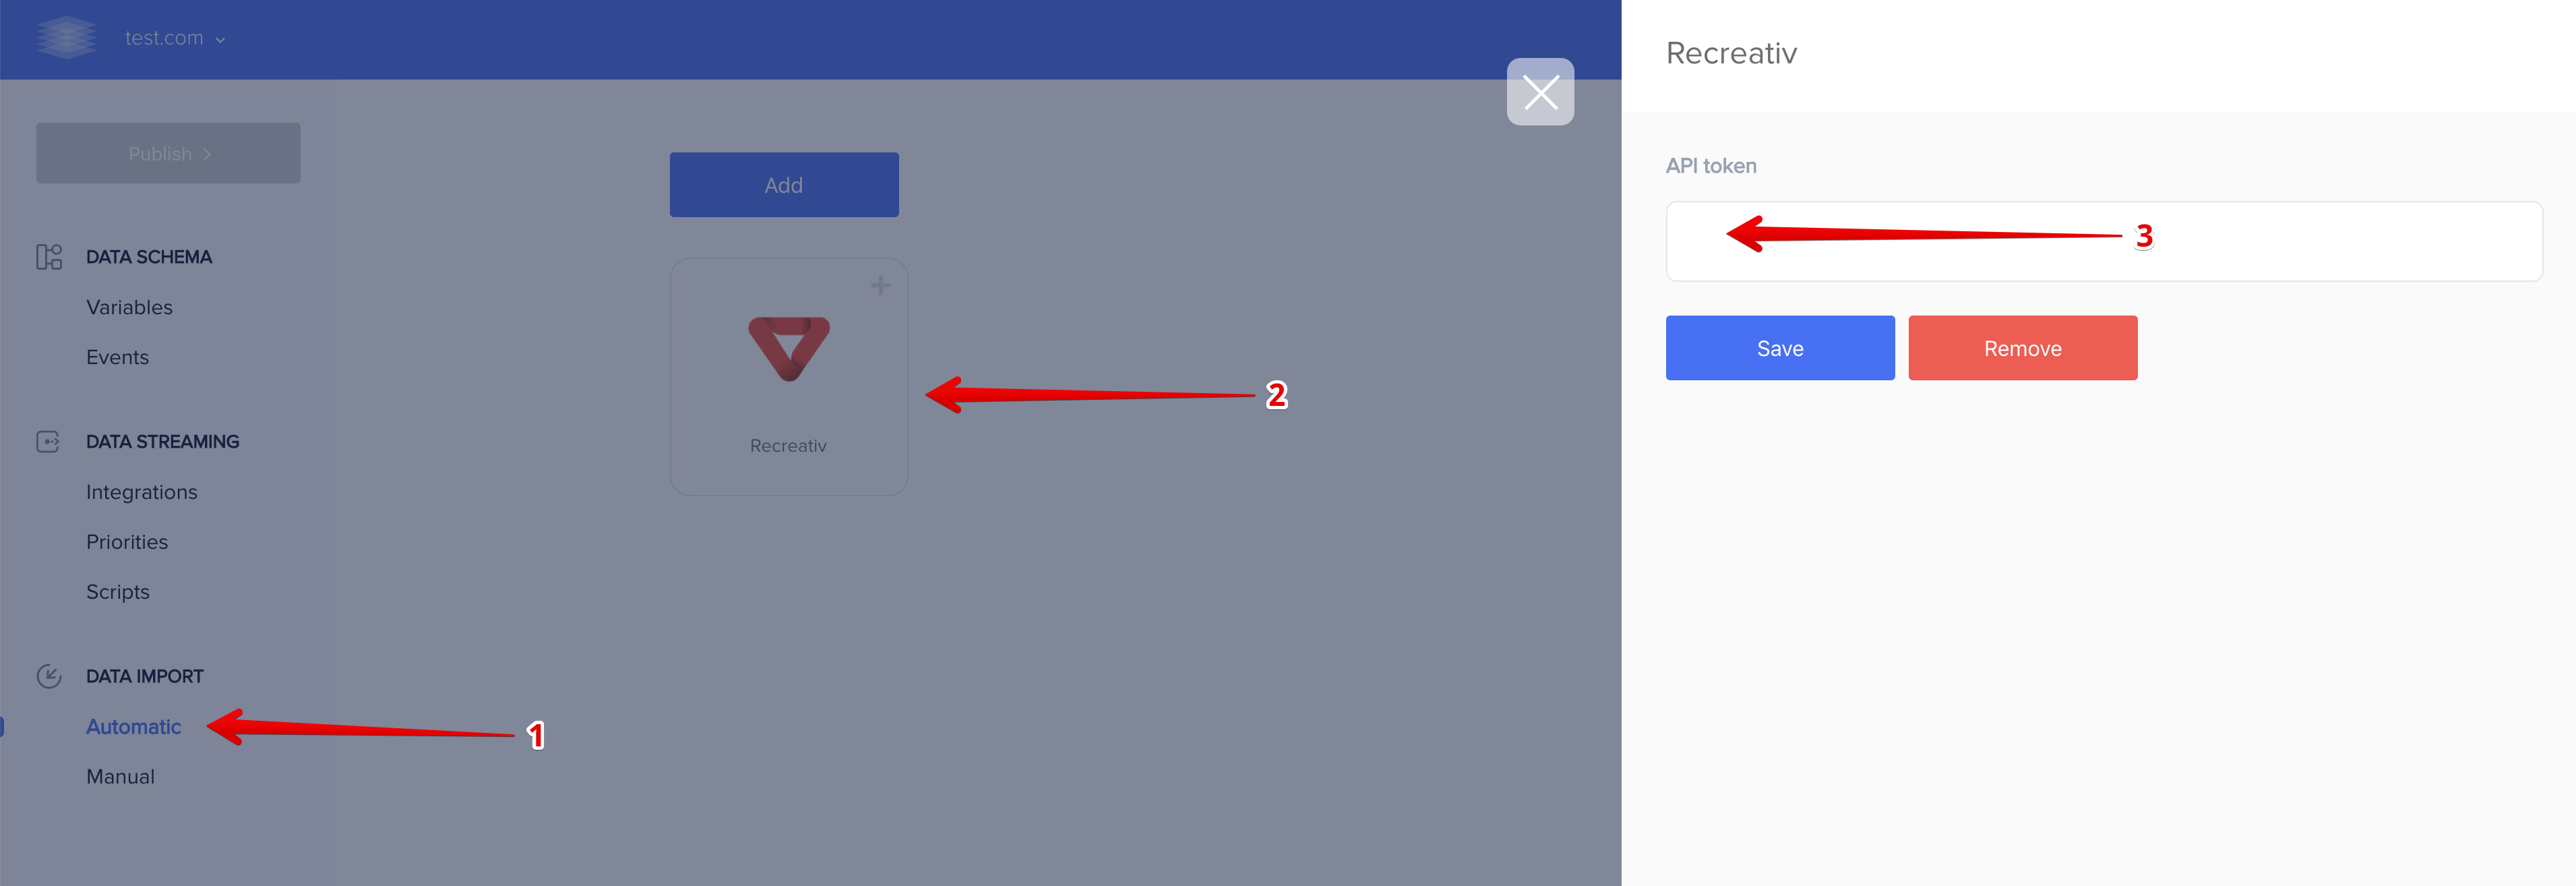 test.com
Publish
DATA SCHEMA
Variables
Events
DATA STREAMING
Integrations
Priorities
Scripts
DATA IMPORT
Automatic
1
Manual
Add
Recreativ
2
Recreativ
API token
3
Save Remove